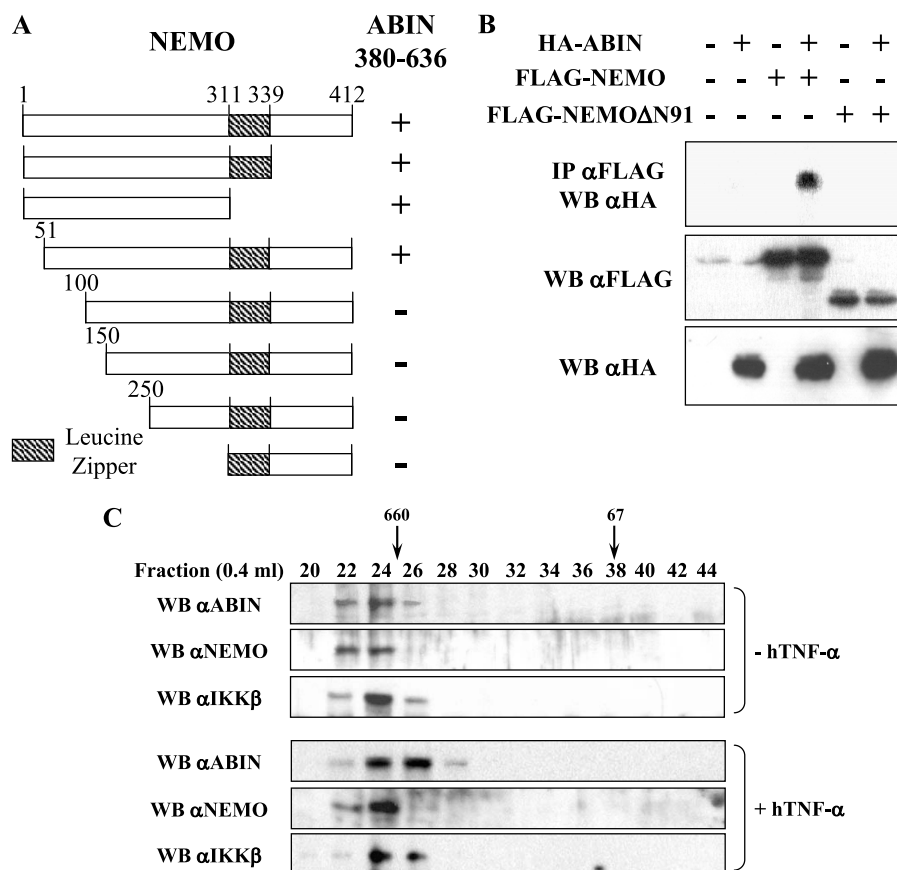 A
NEMO
ABIN
380-636
1 311 339 412
+
+
+
51
+
100
-
150
-
250
-
-
Leucine
Zipper
B
HA-ABIN - + - + - +
FLAG-NEMO - - + + - -
FLAG-NEMOΔN91 - - - - + +
IP αFLAG
WB αHA
WB αFLAG
WB αHA
C
660 67
Fraction (0.4 ml) 20 22 24 26 28 30 32 34 36 38 40 42 44
WB αABIN
WB αNEMO
WB αIKKβ
- hTNF-α
WB αABIN
WB αNEMO
WB αIKKβ
+ hTNF-α